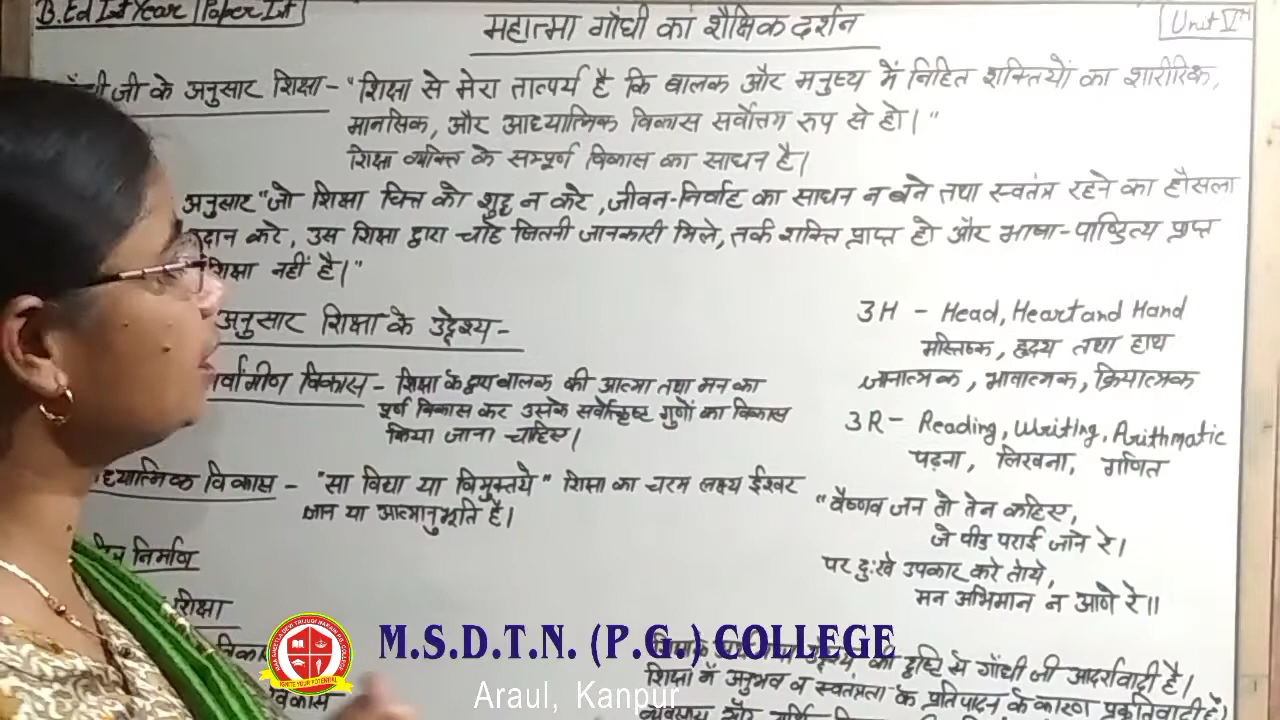 B.Ed Ist Year | Paper Ist
महात्मा गाँधी का शैक्षिक दर्शन
Unit Vth
जी के अनुसार शिक्षा - "शिक्षा से मेरा तात्पर्य है कि बालक और मनुष्य में निहित शक्तियों का शारीरिक,
मानसिक, और आध्यात्मिक विकास सर्वोत्तम रूप से हो।"
शिक्षा व्यक्ति के सम्पूर्ण विकास का साधन है।
अनुसार "जो शिक्षा चित्त को शुद्ध न करे, जीवन-निर्वाह का साधन न बने तथा स्वतंत्र रहने का हौसला
करे, उस शिक्षा द्वारा चाहे जितनी जानकारी मिले, तर्क शक्ति प्राप्त हो और भाषा-पाण्डित्य प्राप्त
नहीं है।"
अनुसार शिक्षा के उद्देश्य -
3H - Head, Heart and Hand
मस्तिष्क, हृदय तथा हाथ
ज्ञानात्मक, भावात्मक, क्रियात्मक
विकास - शिक्षा के द्वारा बालक की आत्मा तथा मन का
पूर्ण विकास कर उसके सर्वोत्कृष्ट गुणों का विकास
किया जाना चाहिए।
3R - Reading, Writing, Arithmatic
पढ़ना, लिखना, गणित
विकास - "सा विद्या या विमुक्तये" शिक्षा का चरम लक्ष्य ईश्वर
ज्ञान या आत्मानुभूति है।
"वैष्णव जन तो तेन कहिए,
जे पीड़ पराई जाने रे।
पर दुःखे उपकार करे तोये,
मन अभिमान न आणे रे॥
निर्माण
शिक्षा
विकास
की दृष्टि से गाँधी जी आदर्शवादी है।
शिक्षा में अनुभव व स्वतंत्रता के प्रतिपादन के कारण प्रकृतिवादी है
M.S.D.T.N. (P.G.) COLLEGE
Araul, Kanpur
IGNITE YOUR POTENTIAL